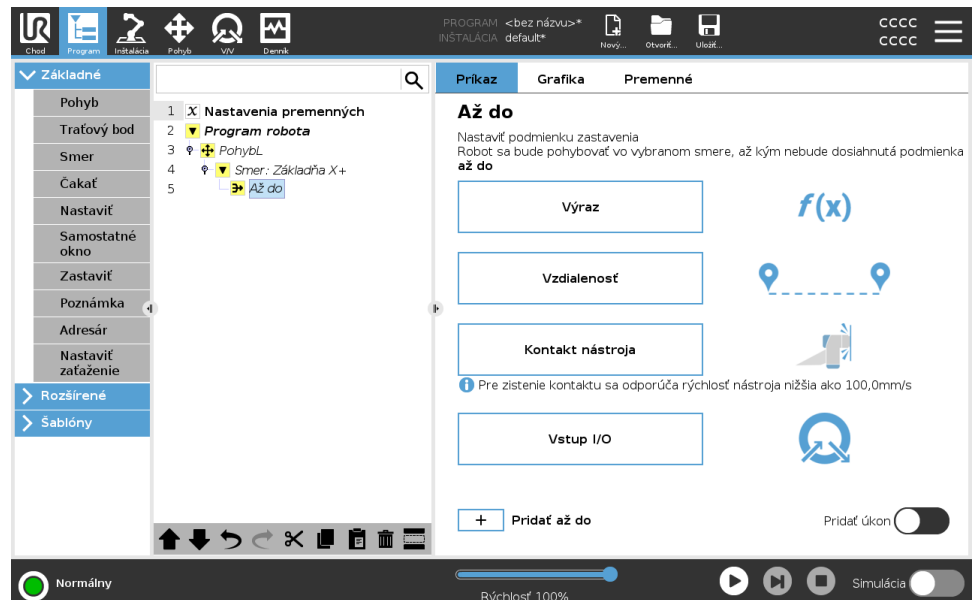 UR
Chod
Program
Inštalácia
Pohyb
V/V
Denník
PROGRAM <bez názvu>*
INŠTALÁCIA default*
Nový...
Otvoriť...
Uložiť...
cccc
cccc
Základné
Pohyb
Traťový bod
Smer
Čakať
Nastaviť
Samostatné
okno
Zastaviť
Poznámka
Adresár
Nastaviť
zaťaženie
Rozšírené
Šablóny
1 X Nastavenia premenných
2 Program robota
3 PohybL
4 Smer: Základňa X+
5 Až do
Príkaz
Grafika
Premenné
Až do
Nastaviť podmienku zastavenia
Robot sa bude pohybovať vo vybranom smere, až kým nebude dosiahnutá podmienka
až do
Výraz
f(x)
Vzdialenosť
Kontakt nástroja
Pre zistenie kontaktu sa odporúča rýchlosť nástroja nižšia ako 100,0mm/s
Vstup I/O
+ Pridať až do
Pridať úkon
Normálny
Rýchlosť 100%
Simulácia